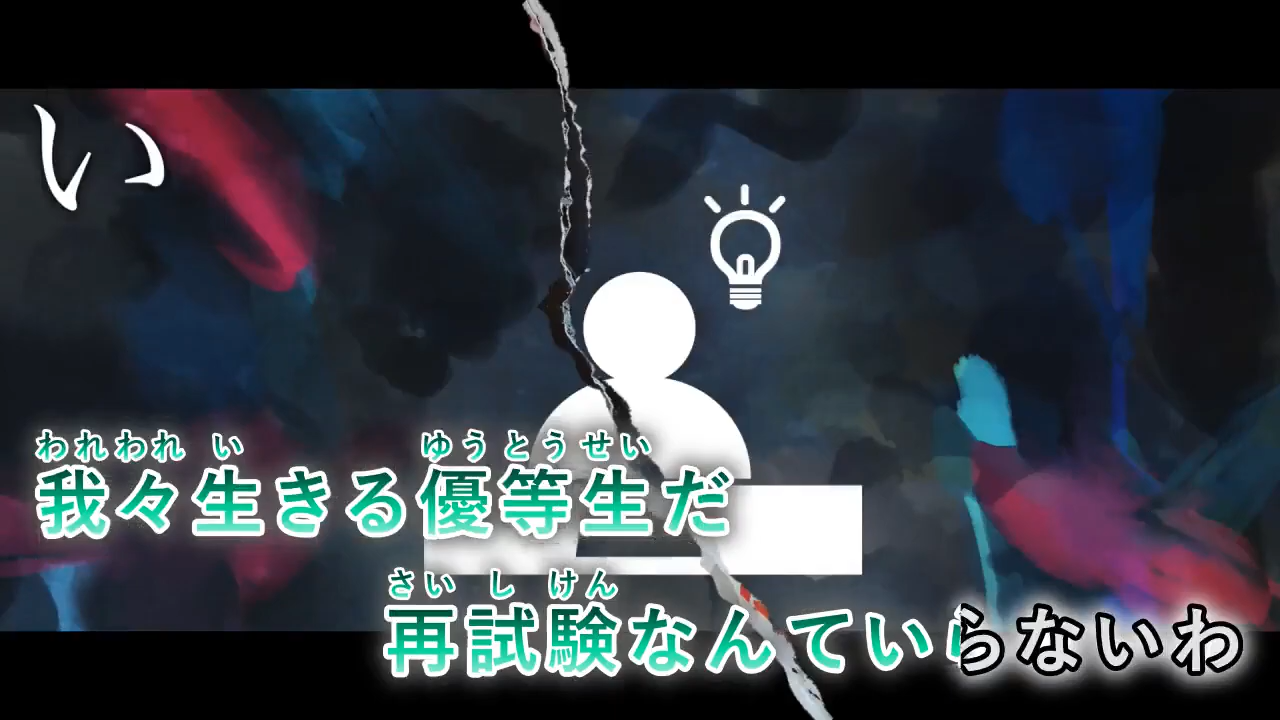 い
われわれ い ゆうとうせい
我々生きる優等生だ
さい し けん
再試験なんていらないわ